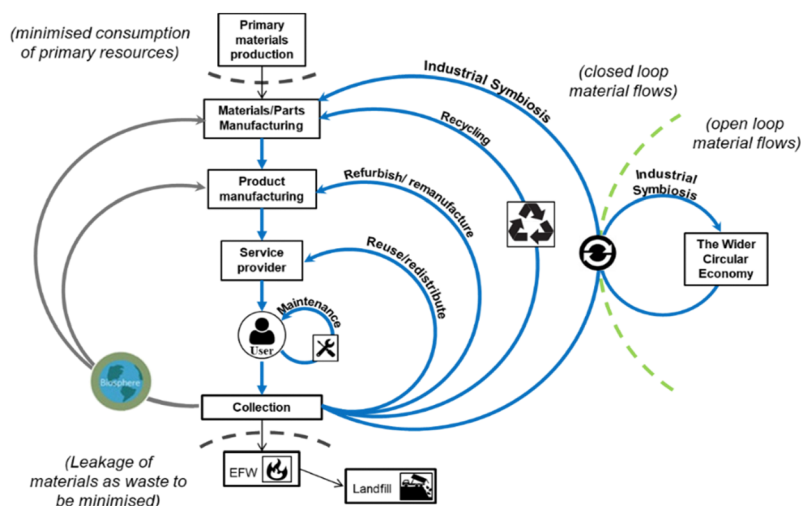 (minimised consumption
of primary resources)
Primary
materials
production
Industrial Symbiosis
(closed loop
material flows)
(open loop
material flows)
Materials/Parts
Manufacturing
Recycling
Industrial
Symbiosis
Product
manufacturing
Refurbish/ remanufacture
Service
provider
Reuse/redistribute
The Wider
Circular
Economy
Maintenance
User
Biosphere
Collection
(Leakage of
materials as waste to
be minimised)
EFW
Landfill